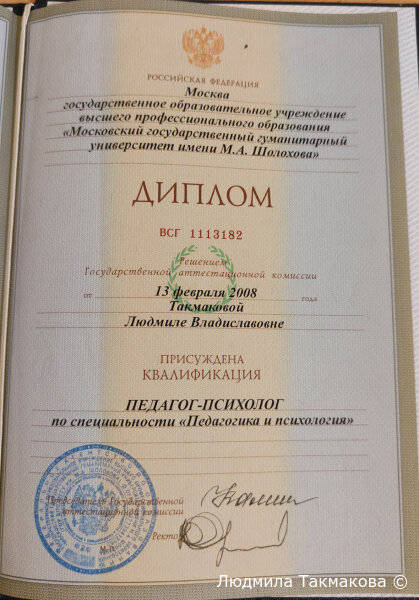 РОССИЙСКАЯ ФЕДЕРАЦИЯ
Москва
государственное образовательное учреждение
высшего профессионального образования
«Московский государственный гуманитарный
университет имени М.А. Шолохова»
ДИПЛОМ
ВСГ 1113182
Решением
Государственной аттестационной комиссии
от 13 февраля 2008 года
Такмаковой
Людмиле Владиславовне
ПРИСУЖДЕНА
КВАЛИФИКАЦИЯ
ПЕДАГОГ-ПСИХОЛОГ
по специальности «Педагогика и психология»
Председатель Государственной
аттестационной комиссии
Ректор
М.П.
Людмила Такмакова ©